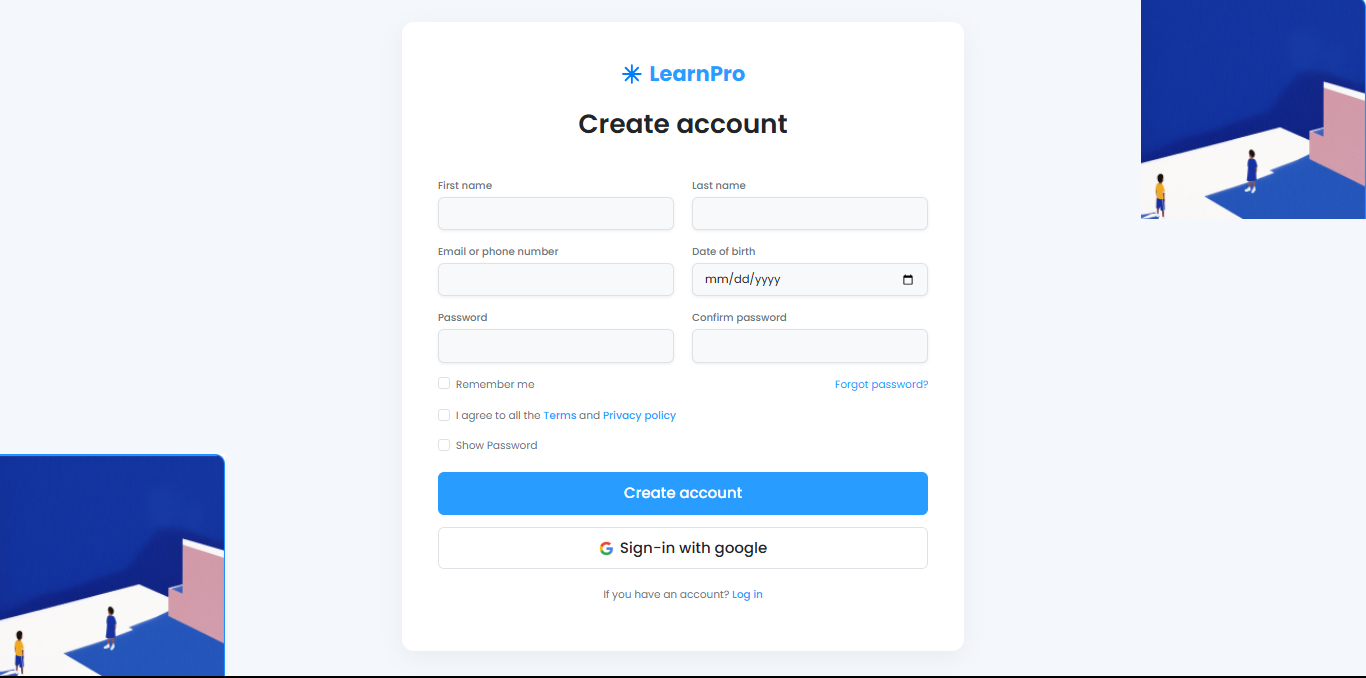 LearnPro
Create account
First name
Last name
Email or phone number
Date of birth
mm/dd/yyyy
Password
Confirm password
Remember me
Forgot password?
I agree to all the Terms and Privacy policy
Show Password
Create account
Sign-in with google
If you have an account? Log in